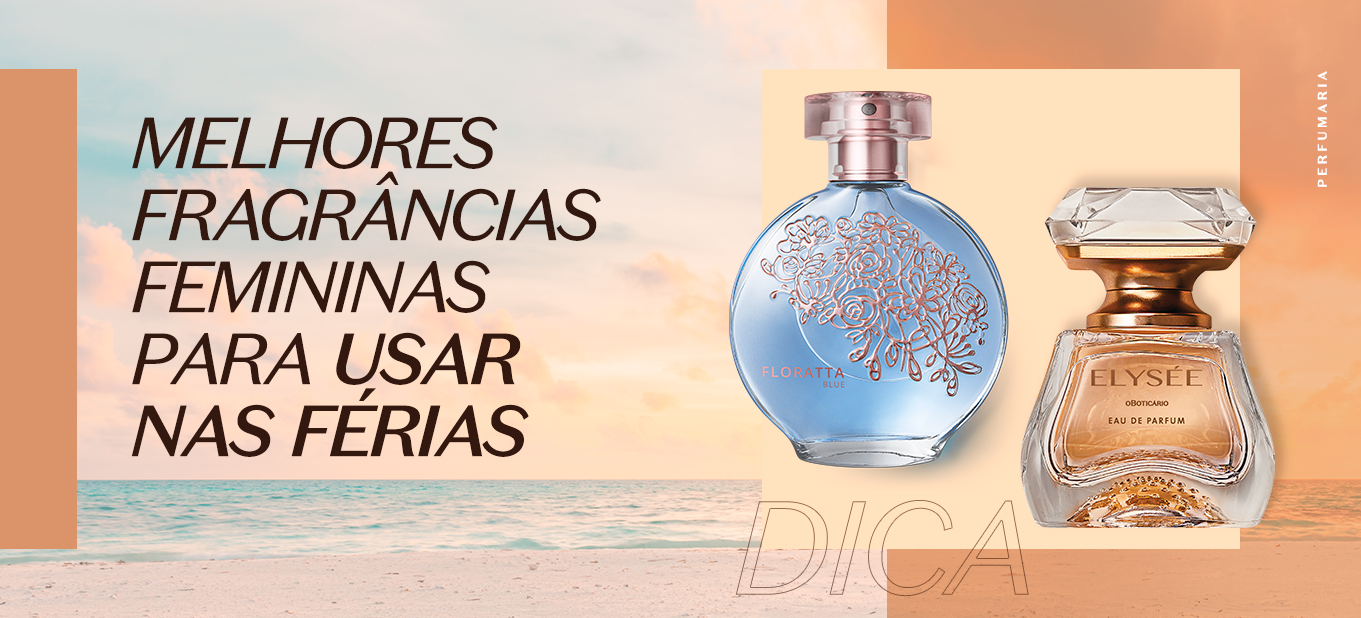 MELHORES
FRAGRÂNCIAS
FEMININAS
PARA USAR
NAS FÉRIAS
PERFUMARIA
FLORATTA
BLUE
ELYSÉE
oBOTICÁRIO
EAU DE PARFUM
DICA